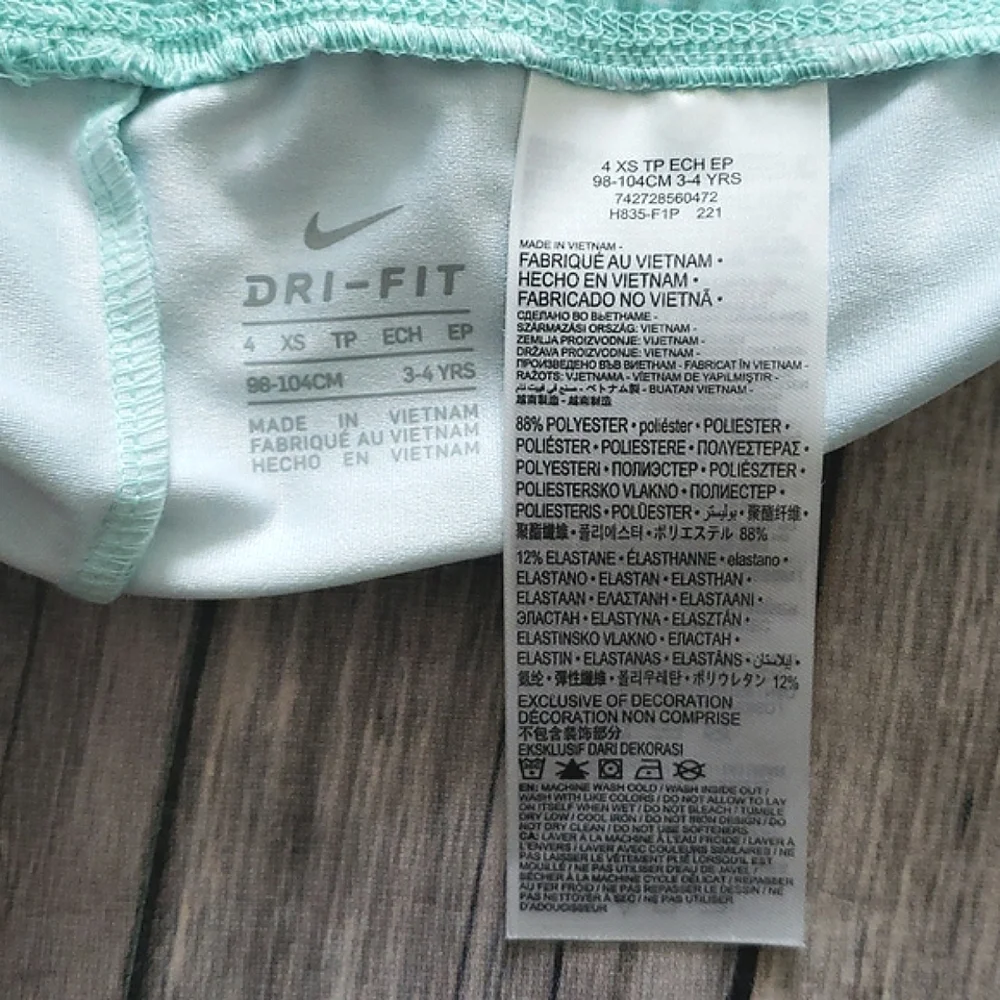 DRI-FIT
4 XS TP ECH EP
98-104CM 3-4 YRS
MADE IN VIETNAM
FABRIQUÉ AU VIETNAM
HECHO EN VIETNAM
4 XS TP ECH EP
98-104CM 3-4 YRS
742728560472
H835-F1P 221
MADE IN VIETNAM -
FABRIQUÉ AU VIETNAM •
HECHO EN VIETNAM •
FABRICADO NO VIETNÃ •
СДЕЛАНО ВО ВЬЕТНАМЕ -
SZÁRMAZÁSI ORSZÁG: VIETNAM -
ZEMLJA PROIZVODNJE: VIJETNAM -
DRŽAVA PROIZVODNJE: VIETNAM -
ПРОИЗВЕДЕНО ВЪВ ВИЕТНАМ - FABRICAT ÎN VIETNAM -
RAŽOTS: VJETNAMA - VİETNAM DE YAPILMIŞTIR -
صنع في فيت نام - ベトナム製 - BUATAN VIETNAM -
越南制造 - 越南製造
88% POLYESTER • poliéster • POLIESTER •
POLIÉSTER • POLIESTERE • ΠΟΛΥΕΣΤΕΡΑΣ •
POLYESTERI • ПОЛИЭСТЕР • POLIÉSZTER •
POLIESTERSKO VLAKNO • ПОЛИЕСТЕР •
POLIESTERIS • POLÜESTER • بوليستر • 聚酯纤维 •
聚酯纖維 • 폴리에스터 • ポリエステル 88%
12% ELASTANE • ÉLASTHANNE • elastano •
ELASTANO • ELASTAN • ELASTHAN •
ELASTAAN • ΕΛΑΣΤΑΝΗ • ELASTAANI •
ЭЛАСТАН • ELASTYNA • ELASZTÁN •
ELASTINSKO VLAKNO • ЕЛАСТАН •
ELASTIN • ELASTANAS • ELASTĀNS • إيلاستان •
氨纶 • 彈性纖維 • 폴리우레탄 • ポリウレタン 12%
EXCLUSIVE OF DECORATION
DÉCORATION NON COMPRISE
不包含装饰部分
EKSKLUSIF DARI DEKORASI
EN: MACHINE WASH COLD / WASH INSIDE OUT /
WASH WITH LIKE COLORS / DO NOT ALLOW TO LAY
ON ITSELF WHEN WET / DO NOT BLEACH / TUMBLE
DRY LOW / COOL IRON / DO NOT IRON DESIGN / DO
NOT DRY CLEAN / DO NOT USE SOFTENERS
CA: LAVER À LA MACHINE À L'EAU FROIDE / LAVER À
L'ENVERS / LAVER AVEC COULEURS SIMILAIRES / NE
PAS LAISSER LE VÊTEMENT PLIÉ LORSQU'IL EST
MOUILLÉ / NE PAS UTILISER D'EAU DE JAVEL /
SÉCHER À LA MACHINE CYCLE DÉLICAT / REPASSER
AU FER FROID / NE PAS REPASSER LE DESSIN / NE
PAS NETTOYER À SEC / NE PAS UTILISER
D'ADOUCISSEUR